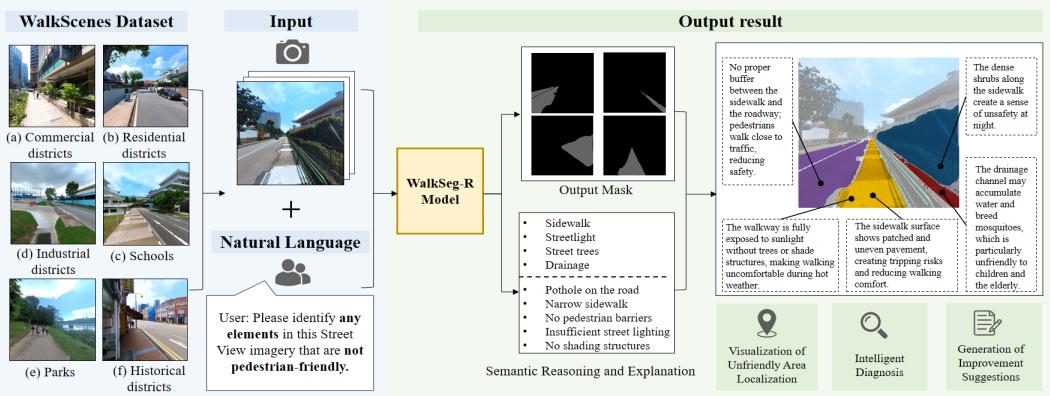 WalkScenes Dataset
(a) Commercial
districts
(b) Residential
districts
(d) Industrial
districts
(c) Schools
(e) Parks
(f) Historical
districts
Input
+
Natural Language
User: Please identify any
elements in this Street
View imagery that are not
pedestrian-friendly.
WalkSeg-R
Model
Output result
Output Mask
• Sidewalk
• Streetlight
• Street trees
• Drainage
• Pothole on the road
• Narrow sidewalk
• No pedestrian barriers
• Insufficient street lighting
• No shading structures
Semantic Reasoning and Explanation
No proper
buffer
between the
sidewalk and
the roadway;
pedestrians
walk close to
traffic,
reducing
safety.
The dense
shrubs along
the sidewalk
create a sense
of unsafety at
night.
The drainage
channel may
accumulate
water and
breed
mosquitoes,
which is
particularly
unfriendly to
children and
the elderly.
The walkway is fully
exposed to sunlight
without trees or shade
structures, making walking
uncomfortable during hot
weather.
The sidewalk surface
shows patched and
uneven pavement,
creating tripping risks
and reducing walking
comfort.
Visualization of
Unfriendly Area
Localization
Intelligent
Diagnosis
Generation of
Improvement
Suggestions